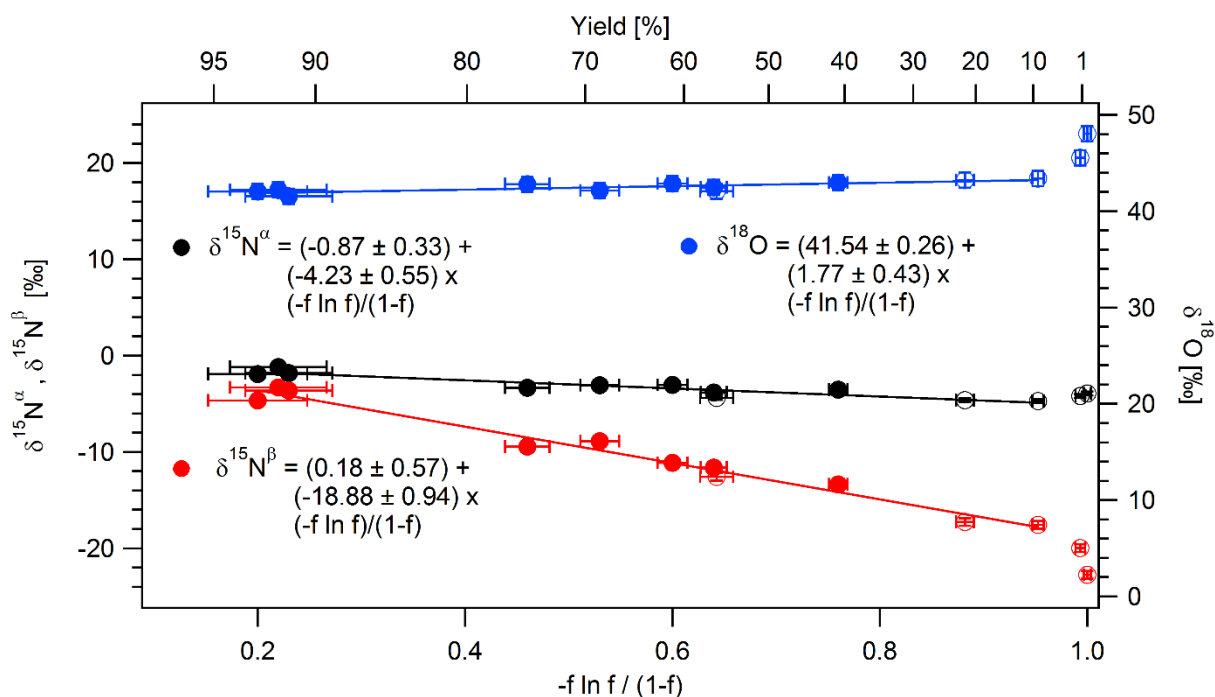 Yield [%]
95 90 80 70 60 50 40 30 20 10 1
20
10
0
-10
-20
δ15Nα , δ15Nβ [‰]
50
40
30
20
10
0
δ18O [‰]
δ15Nα = (-0.87 ± 0.33) +
(-4.23 ± 0.55) x
(-f ln f)/(1-f)
δ18O = (41.54 ± 0.26) +
(1.77 ± 0.43) x
(-f ln f)/(1-f)
δ15Nβ = (0.18 ± 0.57) +
(-18.88 ± 0.94) x
(-f ln f)/(1-f)
0.2 0.4 0.6 0.8 1.0
-f ln f / (1-f)